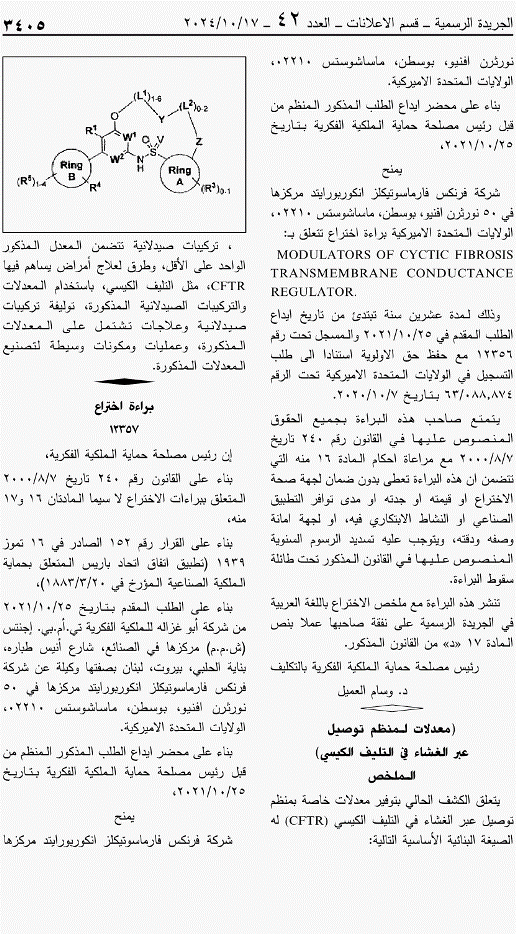 الجريدة الرسمية ــ قسم الاعلانات ــ العدد ٤٢ ــ ٢٠٢٤/١٠/١٧
٣٤٠٥
نورثرن افنيو، بوسطن، ماساشوستس ٠٢٢١٠،
الولايات المتحدة الاميركية.
بناء على محضر ايداع الطلب المذكور المنظم من
قبل رئيس مصلحة حماية الملكية الفكرية بتاريخ
٢٠٢١/١٠/٢٥،
يمنح
شركة فرنكس فارماسوتيكلز انكوربورايتد مركزها
في ٥٠ نورثرن افنيو، بوسطن، ماساشوستس ٠٢٢١٠،
الولايات المتحدة الاميركية براءة اختراع تتعلق بـ:
MODULATORS OF CYCTIC FIBROSIS
TRANSMEMBRANE CONDUCTANCE
REGULATOR.
وذلك لمدة عشرين سنة تبتدئ من تاريخ ايداع
الطلب المقدم في ٢٠٢١/١٠/٢٥ والمسجل تحت رقم
١٢٣٥٦ مع حفظ حق الاولوية استنادا الى طلب
التسجيل في الولايات المتحدة الاميركية تحت الرقم
٦٣/٠٨٨,٨٧٤ بتاريخ ٢٠٢٠/١٠/٧.
يتمتع صاحب هذه البراءة بجميع الحقوق
المنصوص عليها في القانون رقم ٢٤٠ تاريخ
٢٠٠٠/٨/٧ مع مراعاة احكام المادة ١٦ منه التي
تتضمن ان هذه البراءة تعطى بدون ضمان لجهة صحة
الاختراع او قيمته او جدته او مدى توافر التطبيق
الصناعي او النشاط الابتكاري فيه، او لجهة امانة
وصفه ودقته، ويتوجب عليه تسديد الرسوم السنوية
المنصوص عليها في القانون المذكور تحت طائلة
سقوط البراءة.
تنشر هذه البراءة مع ملخص الاختراع باللغة العربية
في الجريدة الرسمية على نفقة صاحبها عملا بنص
المادة ١٧ «د» من القانون المذكور.
رئيس مصلحة حماية الملكية الفكرية بالتكليف
د. وسام العميل
(معدلات لمنظم توصيل
عبر الغشاء في التليف الكيسي)
الملخص
يتعلق الكشف الحالي بتوفير معدلات خاصة بمنظم
توصيل عبر الغشاء في التليف الكيسي (CFTR) له
الصيغة البنائية الأساسية التالية:
(L¹)1-6
(L²)0-2
O
Y
R¹
W¹
O
V
Z
Ring
B
W²
N
H
S
Ring
A
(R⁵)1-4
R⁴
(R³)0-1
، تركيبات صيدلانية تتضمن المعدل المذكور
الواحد على الأقل، وطرق لعلاج أمراض يساهم فيها
CFTR، مثل التليف الكيسي، باستخدام المعدلات
والتركيبات الصيدلانية المذكورة، توليفة تركيبات
صيدلانية وعلاجات تشتمل على المعدلات
المذكورة، وعمليات ومكونات وسيطة لتصنيع
المعدلات المذكورة.
براءة اختراع
١٢٣٥٧
إن رئيس مصلحة حماية الملكية الفكرية،
بناء على القانون رقم ٢٤٠ تاريخ ٢٠٠٠/٨/٧
المتعلق ببراءات الاختراع لا سيما المادتان ١٦ و١٧
منه،
بناء على القرار رقم ١٥٢ الصادر في ١٦ تموز
١٩٣٩ (تطبيق اتفاق اتحاد باريس المتعلق بحماية
الملكية الصناعية المؤرخ في ١٨٨٣/٣/٢٠)،
بناء على الطلب المقدم بتاريخ ٢٠٢١/١٠/٢٥
من شركة أبو غزاله للملكية الفكرية تي.أم.بي. إجنتس
(ش.م.م) مركزها في الصنائع، شارع أنيس طباره،
بناية الحلبي، بيروت، لبنان بصفتها وكيلة عن شركة
فرنكس فارماسوتيكلز انكوربورايتد مركزها في ٥٠
نورثرن افنيو، بوسطن، ماساشوستس ٠٢٢١٠،
الولايات المتحدة الاميركية.
بناء على محضر ايداع الطلب المذكور المنظم من
قبل رئيس مصلحة حماية الملكية الفكرية بتاريخ
٢٠٢١/١٠/٢٥،
يمنح
شركة فرنكس فارماسوتيكلز انكوربورايتد مركزها